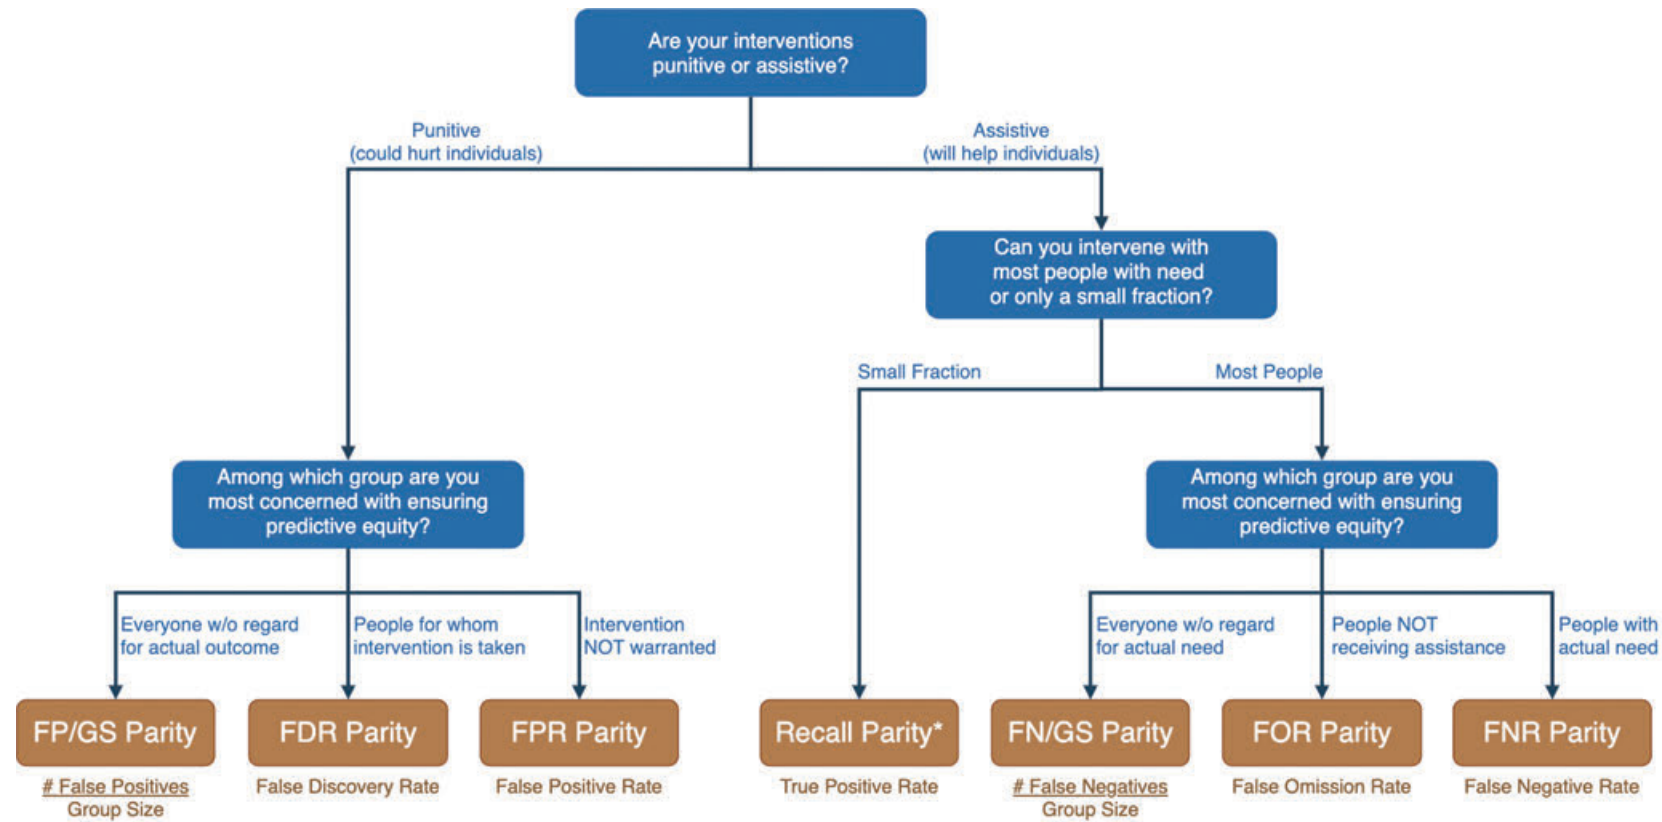 Are your interventions
punitive or assistive?
Punitive
(could hurt individuals)
Assistive
(will help individuals)
Can you intervene with
most people with need
or only a small fraction?
Small Fraction
Most People
Among which group are you
most concerned with ensuring
predictive equity?
Among which group are you
most concerned with ensuring
predictive equity?
Everyone w/o regard
for actual outcome
People for whom
intervention is taken
Intervention
NOT warranted
Everyone w/o regard
for actual need
People NOT
receiving assistance
People with
actual need
FP/GS Parity
FDR Parity
FPR Parity
Recall Parity*
FN/GS Parity
FOR Parity
FNR Parity
# False Positives
Group Size
False Discovery Rate
False Positive Rate
True Positive Rate
# False Negatives
Group Size
False Omission Rate
False Negative Rate